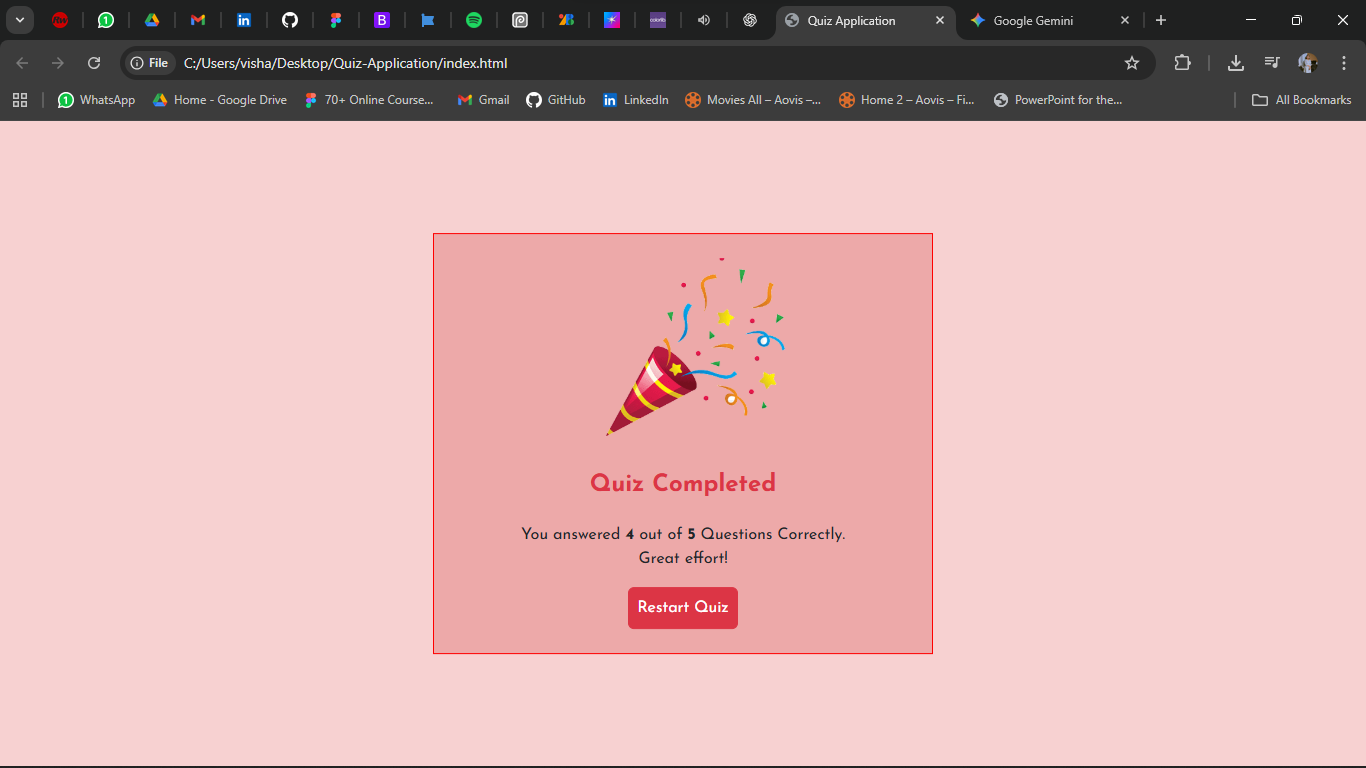 Quiz Application
Google Gemini
File
C:/Users/visha/Desktop/Quiz-Application/index.html
WhatsApp
Home - Google Drive
70+ Online Course...
Gmail
GitHub
LinkedIn
Movies All – Aovis –...
Home 2 – Aovis – Fi...
PowerPoint for the...
All Bookmarks
Quiz Completed
You answered 4 out of 5 Questions Correctly.
Great effort!
Restart Quiz